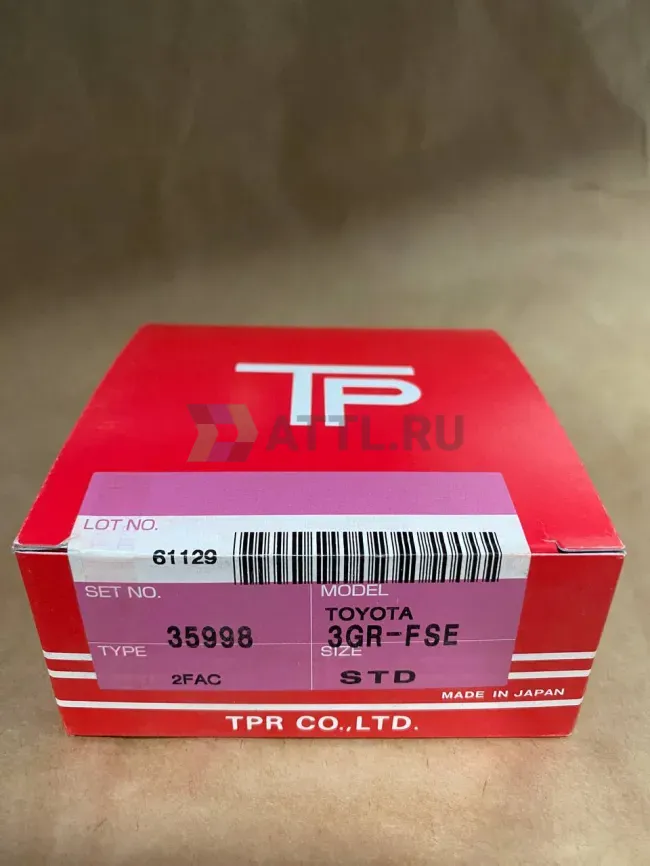 TP
ATTL.RU
LOT NO.
61129
SET NO.
MODEL
TOYOTA
35998
3GR-FSE
TYPE
SIZE
2FAC
STD
MADE IN JAPAN
TPR CO.,LTD.